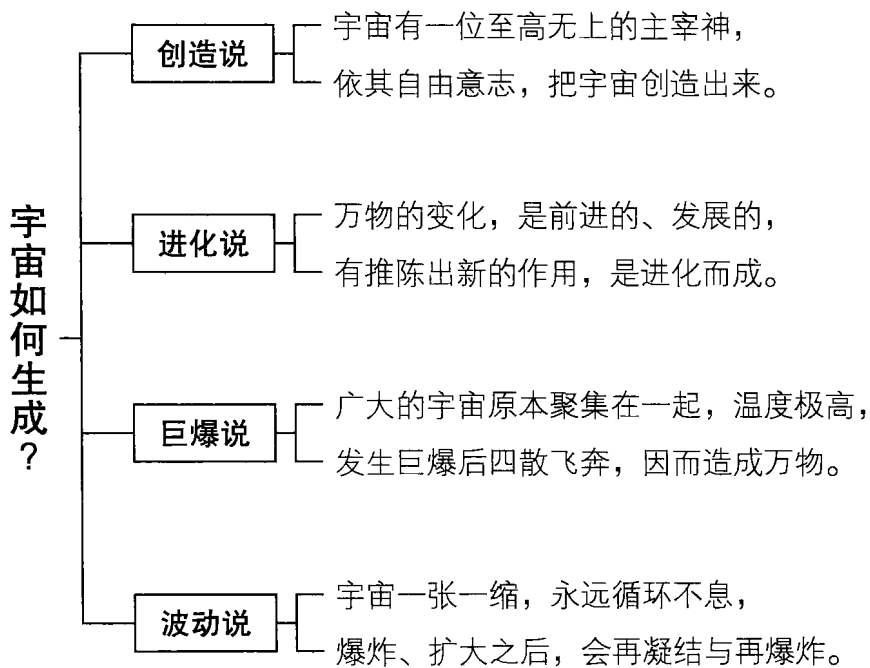 宇宙如何生成？
创造说
宇宙有一位至高无上的主宰神，
依其自由意志，把宇宙创造出来。
进化说
万物的变化，是前进的、发展的，
有推陈出新的作用，是进化而成。
巨爆说
广大的宇宙原本聚集在一起，温度极高，
发生巨爆后四散飞奔，因而造成万物。
波动说
宇宙一张一缩，永远循环不息，
爆炸、扩大之后，会再凝结与再爆炸。